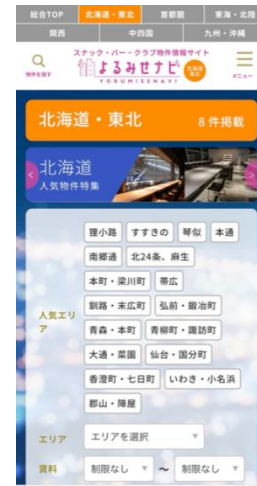 総合TOP 北海道・東北 首都圏 東海・北陸
関西 中四国 九州・沖縄
スナック・バー・クラブ物件情報サイト
よるみせナビ 北海道東北
YORUMISENAVI
物件を探す メニュー
北海道・東北 8 件掲載
北海道
人気物件特集
人気エリア
狸小路 すすきの 琴似 本通
南郷通 北24条、麻生
本町・梁川町 帯広
釧路・末広町 弘前・鍛冶町
青森・本町 青柳町・諏訪町
大通・菜園 仙台・国分町
香澄町・七日町 いわき・小名浜
郡山・陣屋
エリア エリアを選択
賃料 制限なし ～ 制限なし